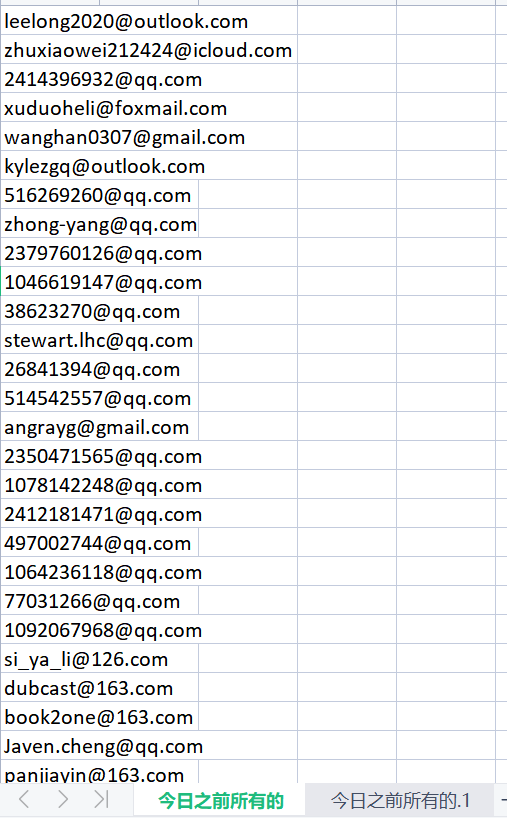 leelong2020@outlook.com
zhuxiaowei212424@icloud.com
2414396932@qq.com
xuduoheli@foxmail.com
wanghan0307@gmail.com
kylezgq@outlook.com
516269260@qq.com
zhong-yang@qq.com
2379760126@qq.com
1046619147@qq.com
38623270@qq.com
stewart.lhc@qq.com
26841394@qq.com
514542557@qq.com
angrayg@gmail.com
2350471565@qq.com
1078142248@qq.com
2412181471@qq.com
497002744@qq.com
1064236118@qq.com
77031266@qq.com
1092067968@qq.com
si_ya_li@126.com
dubcast@163.com
book2one@163.com
Javen.cheng@qq.com
panjiayin@163.com
今日之前所有的 今日之前所有的.1